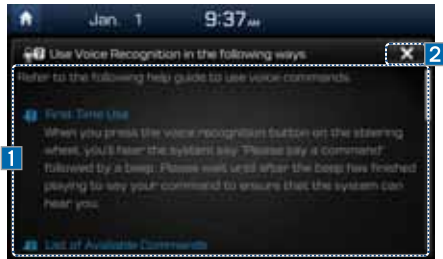 Jan. 1 9:37 AM
Use Voice Recognition in the following ways 2
Refer to the following help guide to use voice commands.
First-Time Use
When you press the voice recognition button on the steering
wheel, you'll hear the system say "Please say a command"
1 followed by a beep. Please wait until after the beep has finished
playing to say your command to ensure that the system can
hear you.
List of Available Commands